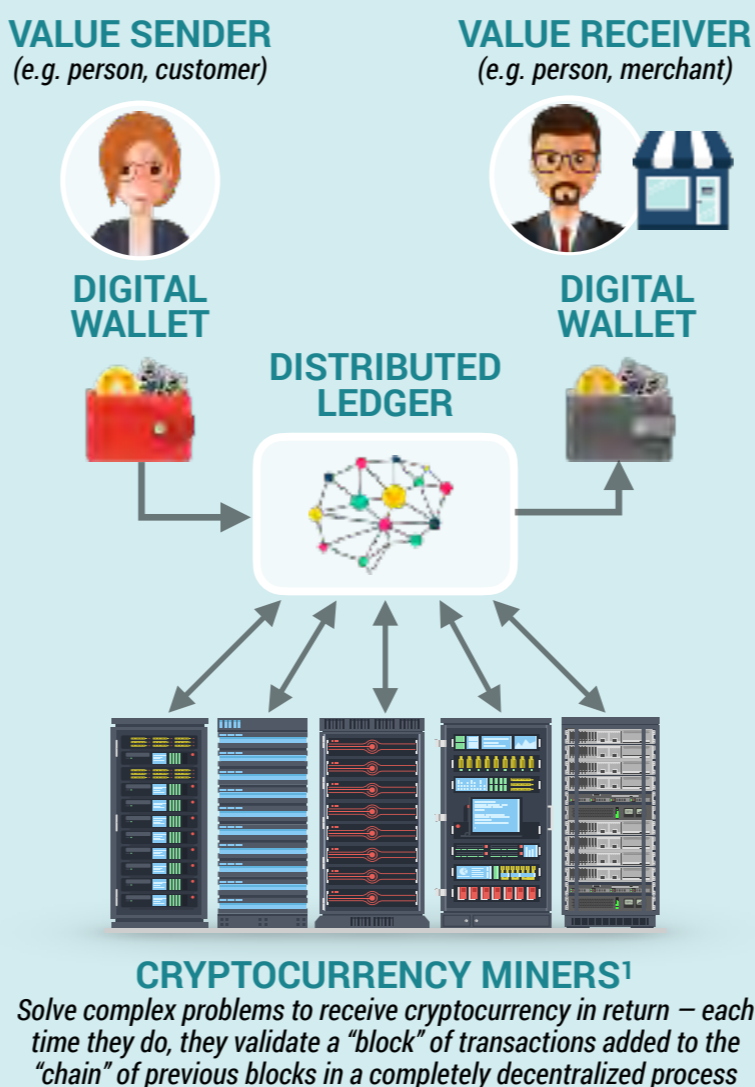 VALUE SENDER
(e.g. person, customer)
VALUE RECEIVER
(e.g. person, merchant)
DIGITAL
WALLET
DIGITAL
WALLET
DISTRIBUTED
LEDGER
CRYPTOCURRENCY MINERS¹
Solve complex problems to receive cryptocurrency in return — each
time they do, they validate a “block” of transactions added to the
“chain” of previous blocks in a completely decentralized process